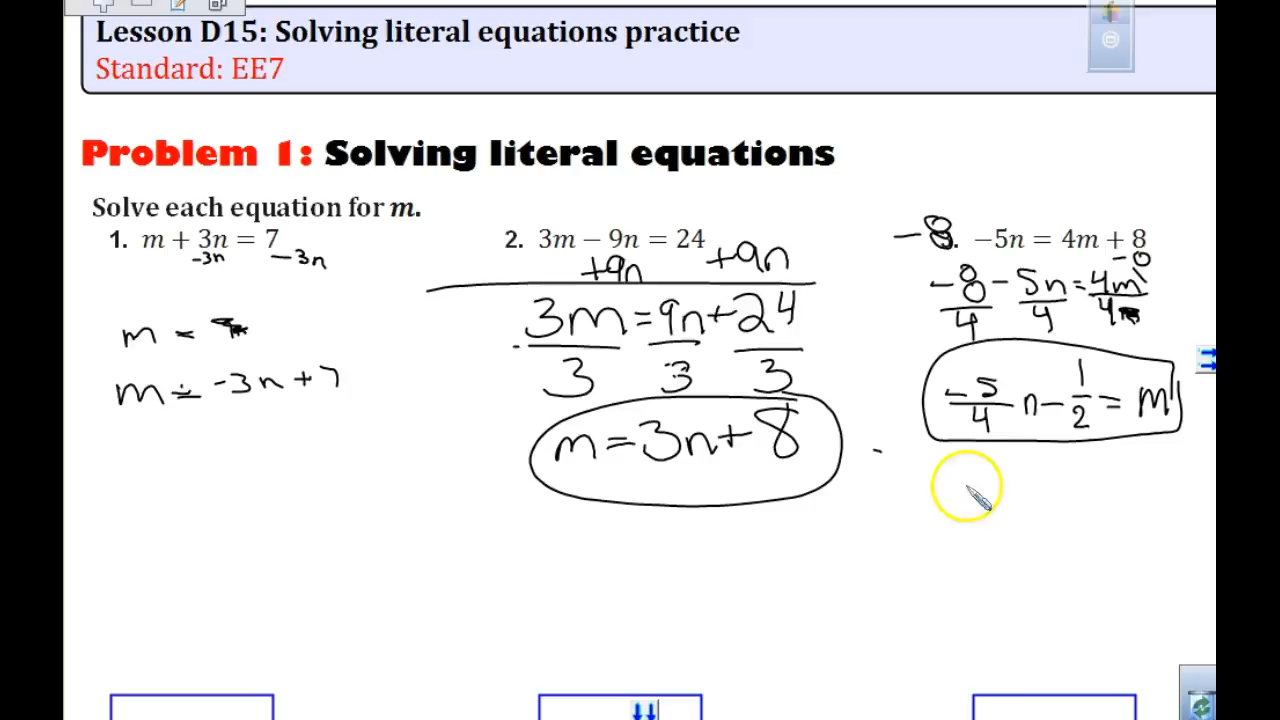 Lesson D15: Solving literal equations practice
Standard: EE7
Problem 1: Solving literal equations
Solve each equation for m.
1. m + 3n = 7
-3n -3n
m =
m = -3n + 7
2. 3m − 9n = 24
+9n +9n
3m = 9n + 24
3 3 3
m = 3n + 8
-8 . −5n = 4m + 8
-8
-8 - 5n = 4m
4 4 4
-5/4 n - 1/2 = m